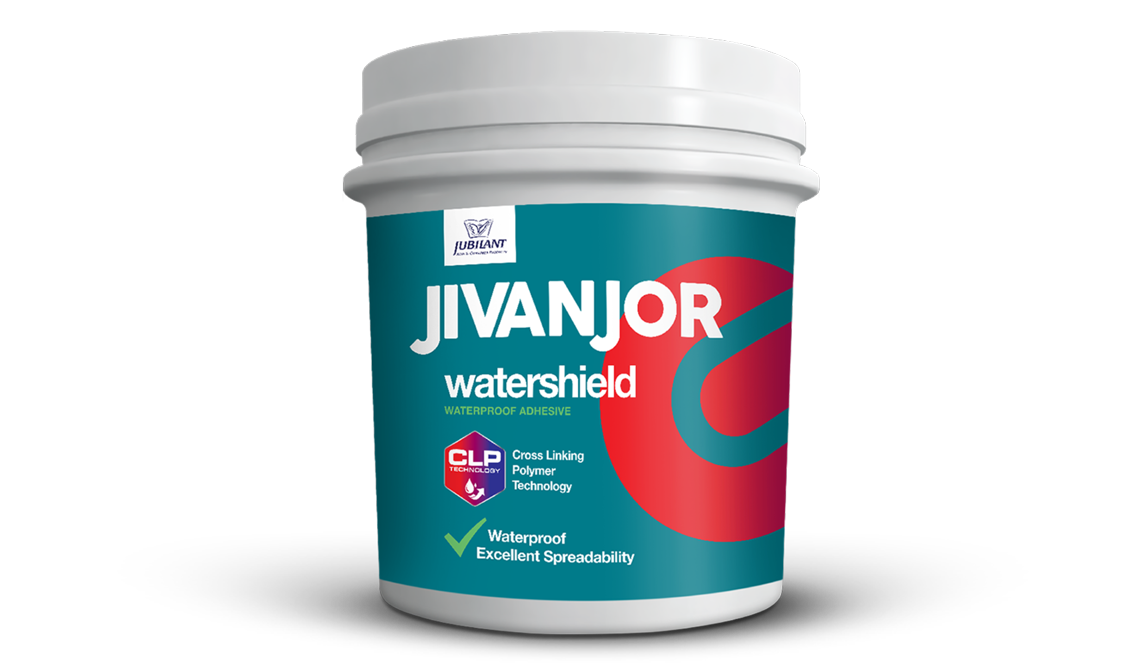 JUBILANT
JIVANJOR
watershield
WATERPROOF ADHESIVE
CLP
TECHNOLOGY
Cross Linking
Polymer
Technology
Waterproof
Excellent Spreadability